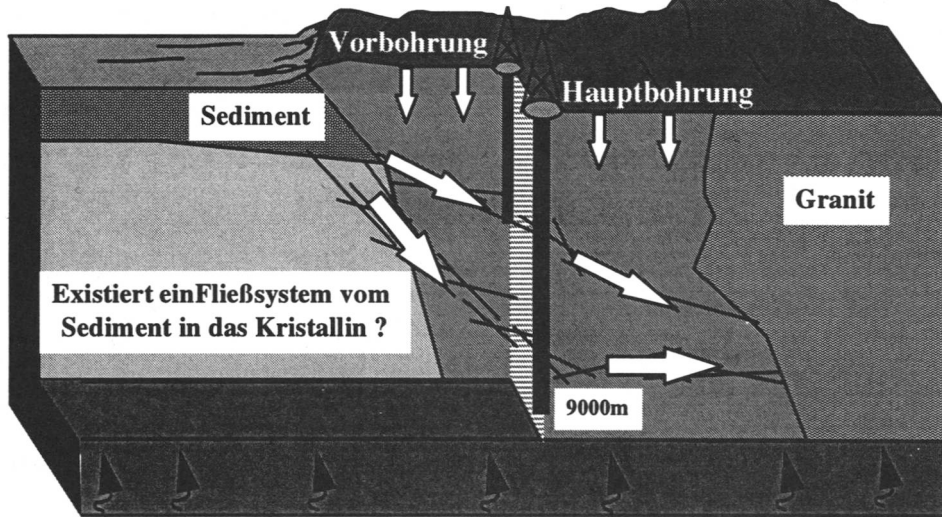 Vorbohrung
Hauptbohrung
Sediment
Granit
Existiert einFließsystem vom
Sediment in das Kristallin ?
9000m